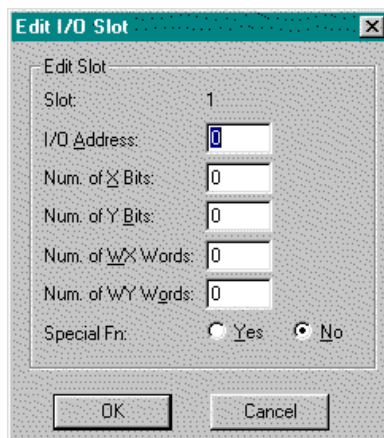 Edit I/O Slot
Edit Slot
Slot: 1
I/O Address: 0
Num. of X Bits: 0
Num. of Y Bits: 0
Num. of WX Words: 0
Num. of WY Words: 0
Special Fn: Yes No
OK Cancel